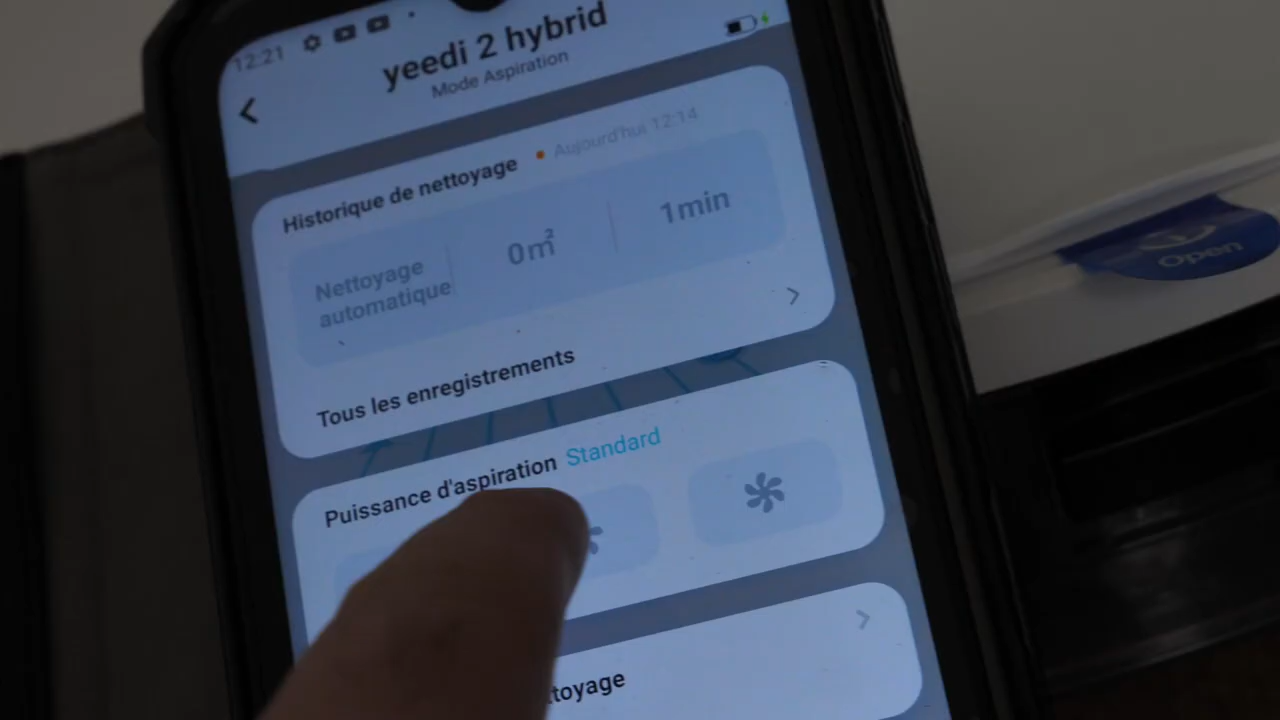 12:21
yeedi 2 hybrid
Mode Aspiration
Historique de nettoyage
Aujourd'hui 12:14
Nettoyage
automatique
0㎡
1min
Tous les enregistrements
Puissance d'aspiration Standard
toyage
Open